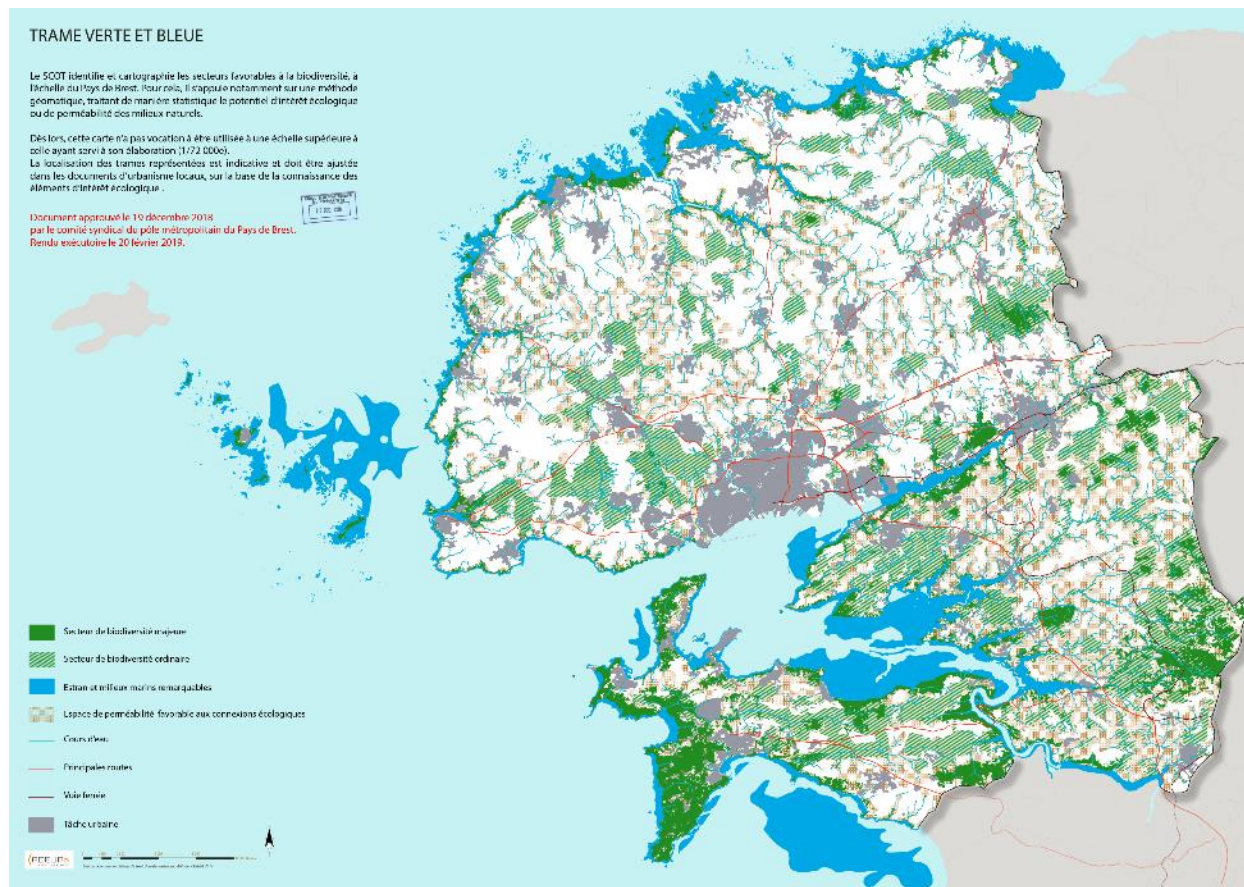 TRAME VERTE ET BLEUE
Le SCOT identifie et cartographie les secteurs favorables à la biodiversité, à
l'échelle du Pays de Brest. Pour cela, il s'appuie notamment sur une méthode
géomatique, traitant de manière statistique le potentiel d'intérêt écologique
ou de perméabilité des milieux naturels.
Dès lors, cette carte n'a pas vocation à être utilisée à une échelle supérieure à
celle ayant servi à son élaboration (1/72 000e).
La localisation des trames représentées est indicative et doit être ajustée
dans les documents d'urbanisme locaux, sur la base de la connaissance des
éléments d'intérêt écologique .
Document approuvé le 19 décembre 2018
par le comité syndical du pôle métropolitain du Pays de Brest.
Rendu exécutoire le 20 février 2019.
Secteur de biodiversité majeure
Secteur de biodiversité ordinaire
Estran et milieux marins remarquables
Espace de perméabilité favorable aux connexions écologiques
Cours d'eau
Principales routes
Voie ferrée
Tâche urbaine